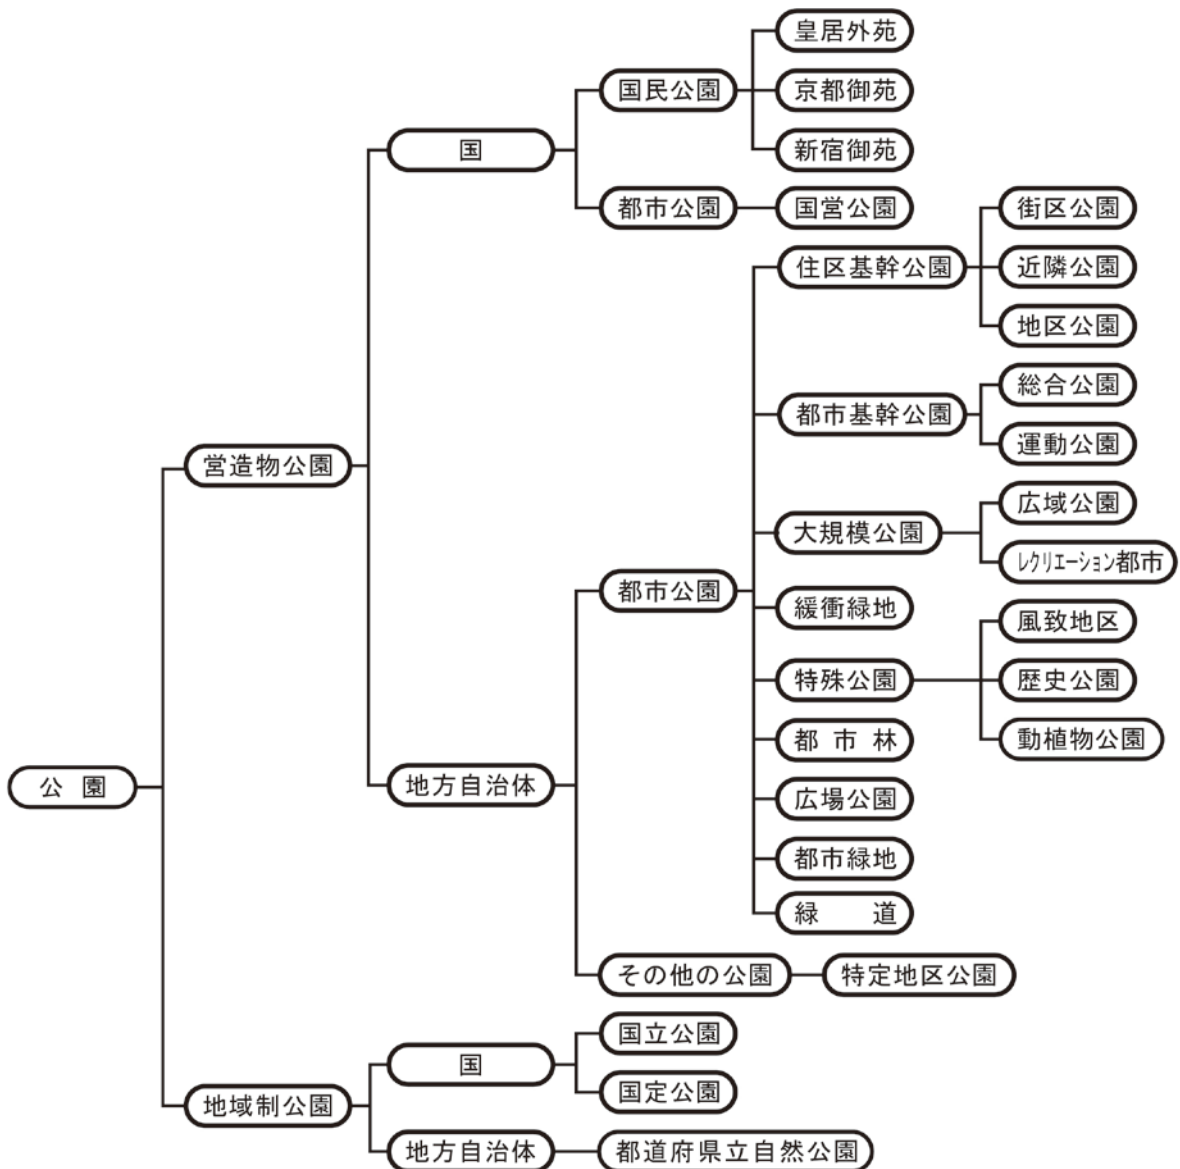 皇居外苑
国民公園
京都御苑
国
新宿御苑
都市公園
国営公園
街区公園
住区基幹公園
近隣公園
地区公園
総合公園
都市基幹公園
運動公園
営造物公園
広域公園
大規模公園
レクリエーション都市
都市公園
緩衝緑地
風致地区
特殊公園
歴史公園
都市林
動植物公園
公園
地方自治体
広場公園
都市緑地
緑道
その他の公園
特定地区公園
国立公園
国
国定公園
地域制公園
地方自治体
都道府県立自然公園